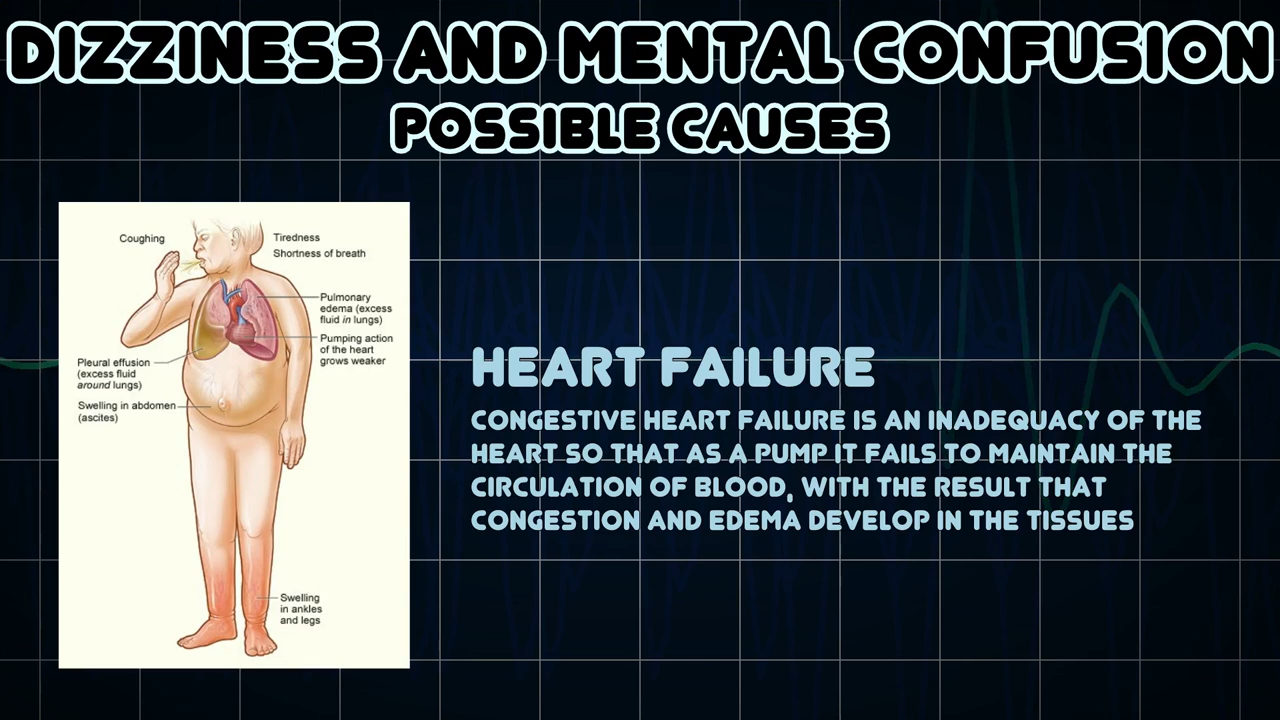 DIZZINESS AND MENTAL CONFUSION
POSSIBLE CAUSES
Coughing
Tiredness
Shortness of breath
Pulmonary
edema (excess
fluid in lungs)
Pumping action
of the heart
grows weaker
Pleural effusion
(excess fluid
around lungs)
Swelling in abdomen
(ascites)
Swelling
in ankles
and legs
HEART FAILURE
CONGESTIVE HEART FAILURE IS AN INADEQUACY OF THE
HEART SO THAT AS A PUMP IT FAILS TO MAINTAIN THE
CIRCULATION OF BLOOD, WITH THE RESULT THAT
CONGESTION AND EDEMA DEVELOP IN THE TISSUES